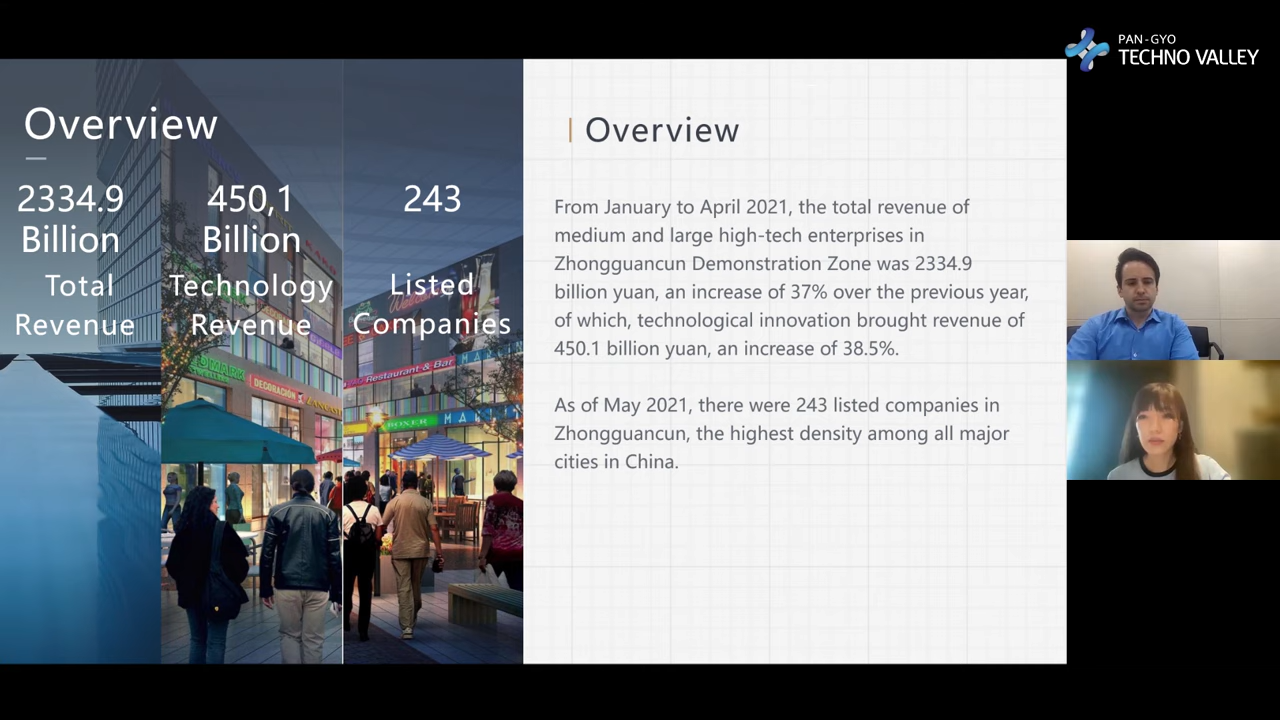 PAN-GYO
TECHNO VALLEY
Overview
2334.9
Billion
Total
Revenue
450,1
Billion
Technology
Revenue
243
Listed
Companies
Restaurant & Bar
DECORACIÓN
BOXER
Overview
From January to April 2021, the total revenue of
medium and large high-tech enterprises in
Zhongguancun Demonstration Zone was 2334.9
billion yuan, an increase of 37% over the previous year,
of which, technological innovation brought revenue of
450.1 billion yuan, an increase of 38.5%.
As of May 2021, there were 243 listed companies in
Zhongguancun, the highest density among all major
cities in China.